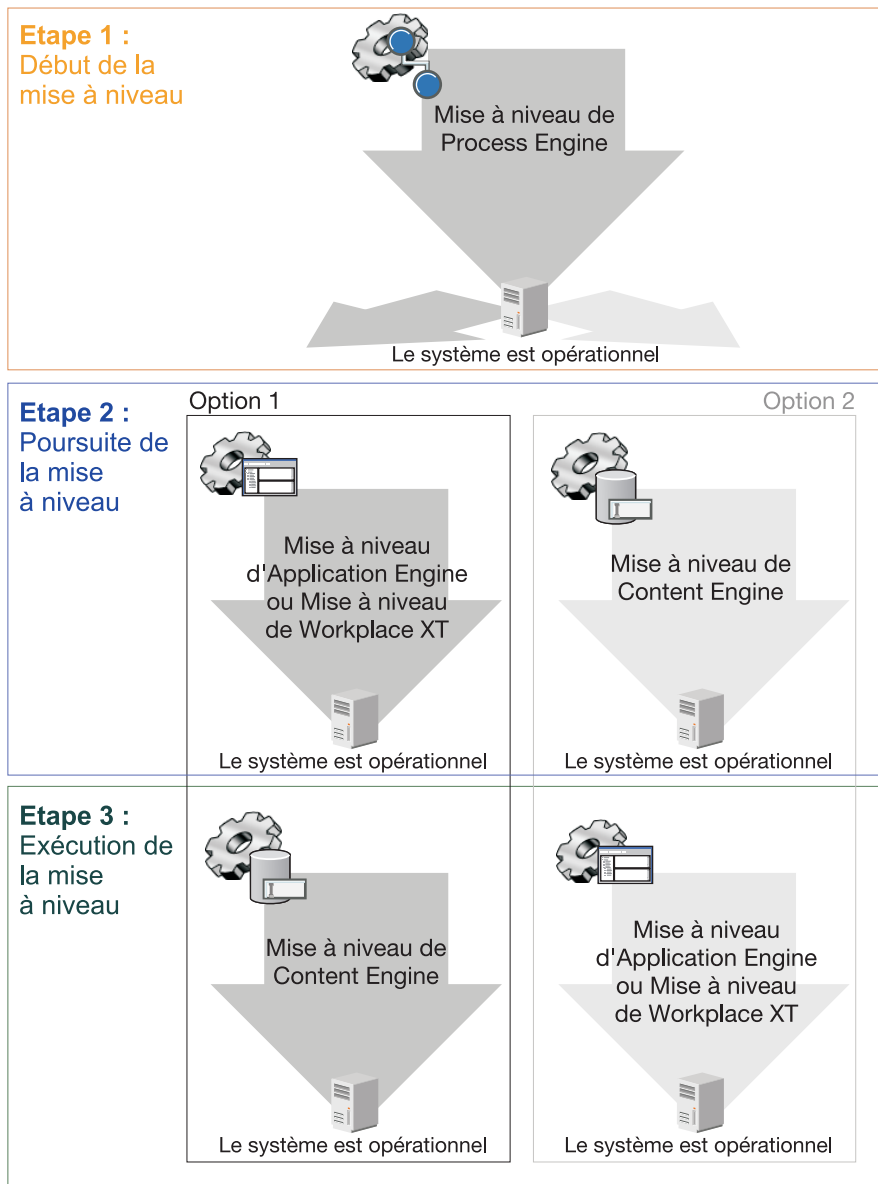 Etape 1 :
Début de la
mise à niveau
Mise à niveau de
Process Engine
Le système est opérationnel
Etape 2 :
Poursuite de
la mise
à niveau
Option 1
Mise à niveau
d'Application Engine
ou Mise à niveau
de Workplace XT
Le système est opérationnel
Option 2
Mise à niveau de
Content Engine
Le système est opérationnel
Etape 3 :
Exécution de
la mise
à niveau
Mise à niveau de
Content Engine
Le système est opérationnel
Mise à niveau
d'Application Engine
ou Mise à niveau
de Workplace XT
Le système est opérationnel